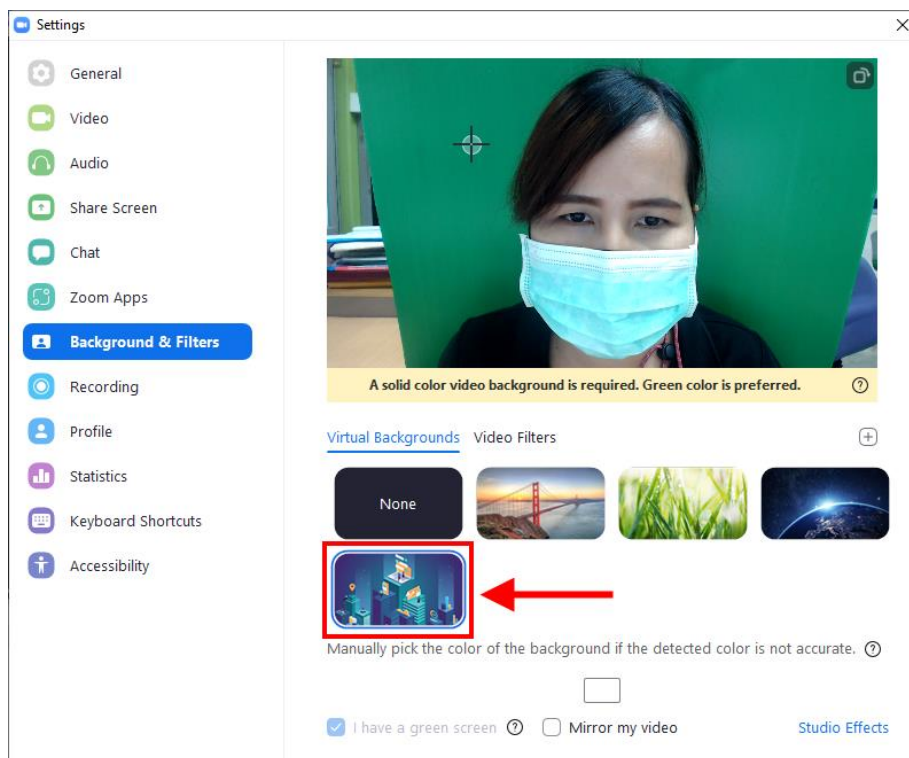 Settings
General
Video
Audio
Share Screen
Chat
Zoom Apps
Background & Filters
Recording
Profile
Statistics
Keyboard Shortcuts
Accessibility
A solid color video background is required. Green color is preferred.
Virtual Backgrounds Video Filters
None
Manually pick the color of the background if the detected color is not accurate.
I have a green screen Mirror my video Studio Effects